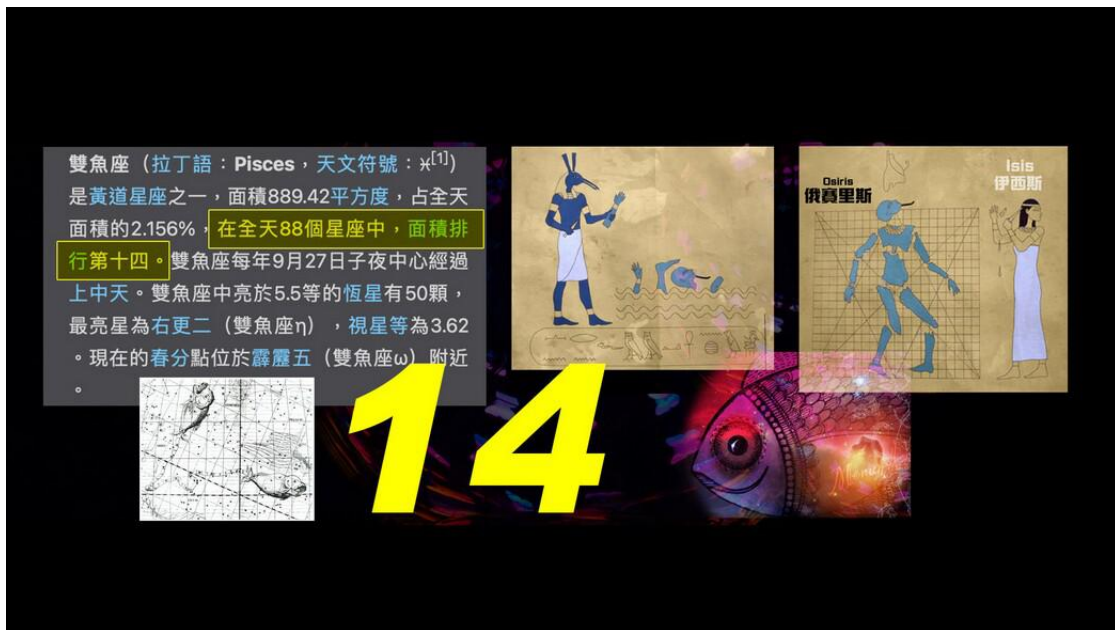 雙魚座（拉丁語：Pisces，天文符號：♓︎[1]）
是黃道星座之一，面積889.42平方度，占全天
面積的2.156%，在全天88個星座中，面積排
行第十四。雙魚座每年9月27日子夜中心經過
上中天。雙魚座中亮於5.5等的恆星有50顆，
最亮星為右更二（雙魚座η），視星等為3.62
。現在的春分點位於霹靂五（雙魚座ω）附近
。
Osiris
俄賽里斯
Isis
伊西斯
14